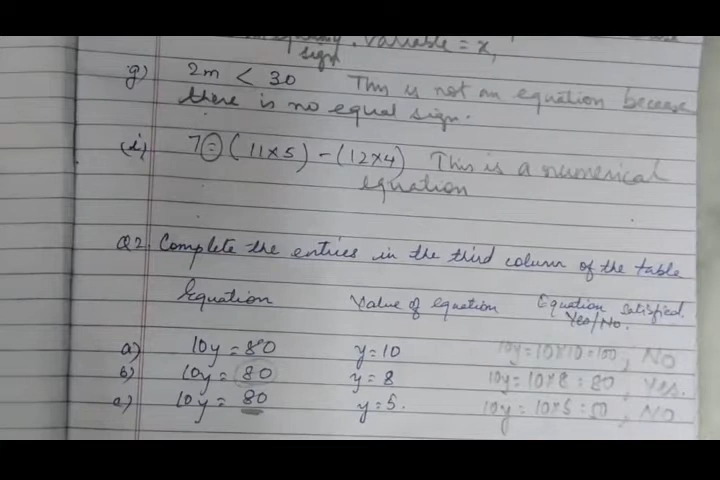 Variable = x,
sign
g) 2m < 30 This is not an equation because
there is no equal sign.
(i) 7 = (11×5) - (12×4) This is a numerical
equation
Q2. Complete the entries in the third column of the table
Equation Value of equation Equation satisfied.
Yes/No.
a) 10y = 80 y = 10 10y = 10×10 = 100, NO
b) 10y = 80 y = 8 10y = 10×8 = 80, Yes.
c) 10y = 80 y = 5. 10y = 10×5 = 50, NO